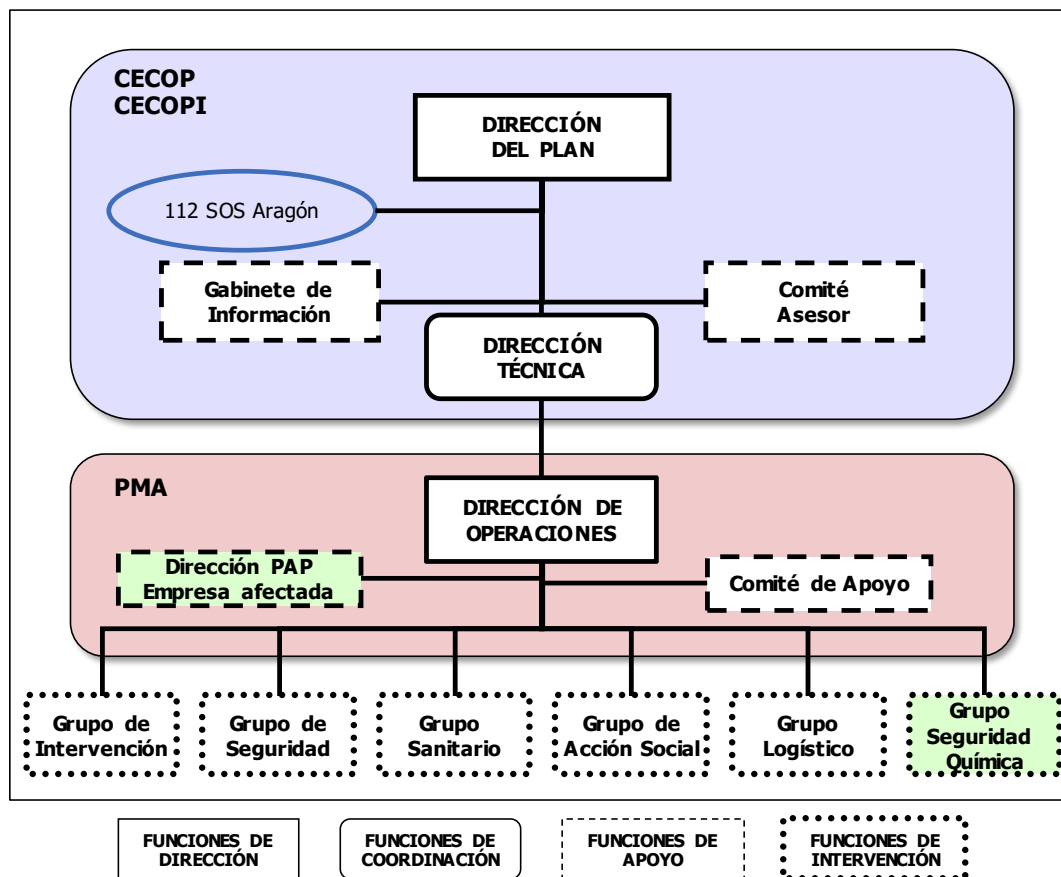 CECOP
CECOPI
DIRECCIÓN
DEL PLAN
112 SOS Aragón
Gabinete de
Información
Comité
Asesor
DIRECCIÓN
TÉCNICA
PMA
DIRECCIÓN DE
OPERACIONES
Dirección PAP
Empresa afectada
Comité de Apoyo
Grupo de
Intervención
Grupo de
Seguridad
Grupo
Sanitario
Grupo de
Acción Social
Grupo
Logístico
Grupo
Seguridad
Química
FUNCIONES DE
DIRECCIÓN
FUNCIONES DE
COORDINACIÓN
FUNCIONES DE
APOYO
FUNCIONES DE
INTERVENCIÓN